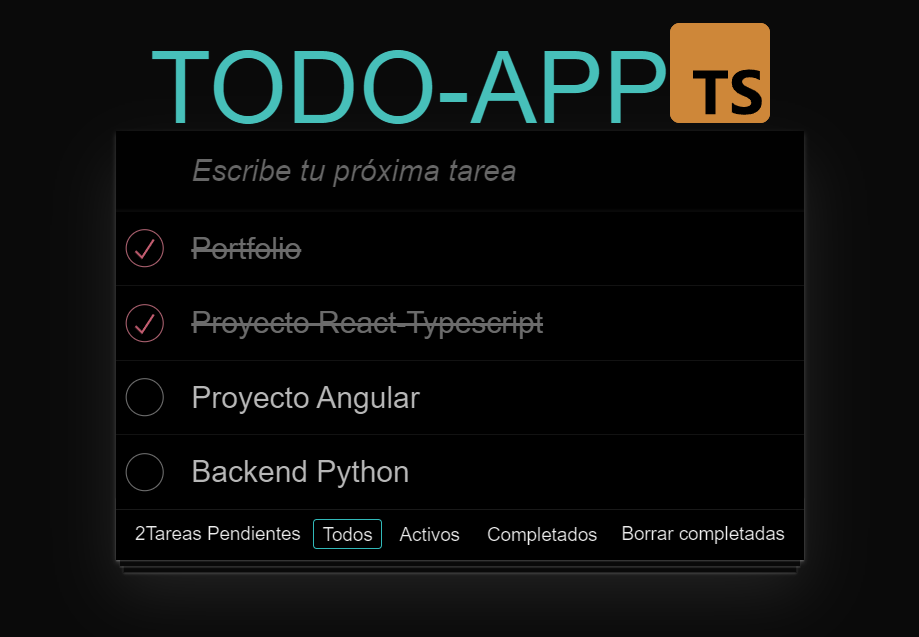 TODO-APP TS
Escribe tu próxima tarea
Portfolio
Proyecto React-Typescript
Proyecto Angular
Backend Python
2Tareas Pendientes Todos Activos Completados Borrar completadas